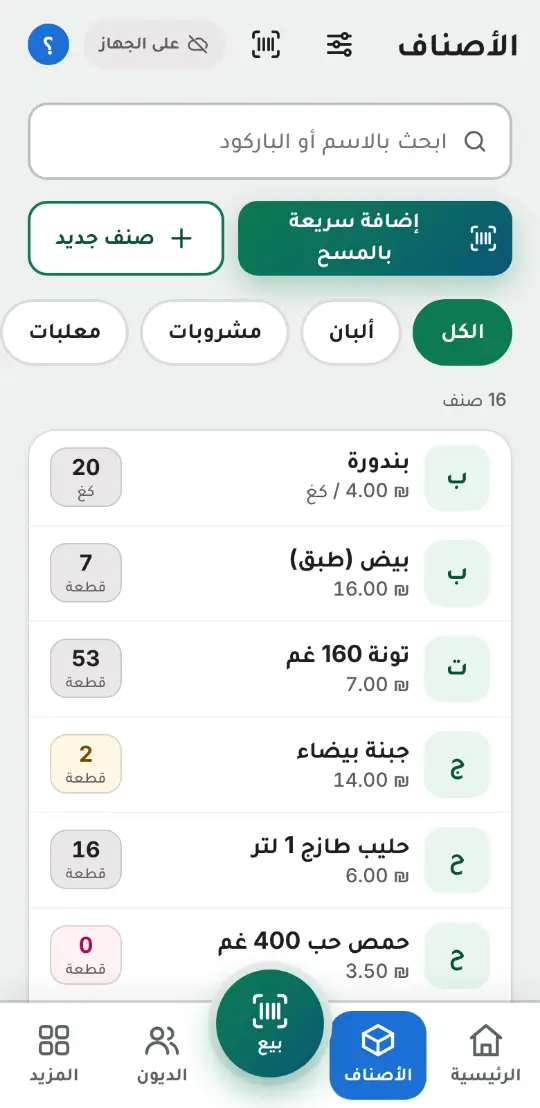 الأصناف
على الجهاز
؟
ابحث بالاسم أو الباركود
إضافة سريعة
بالمسح
صنف جديد
الكل
ألبان
مشروبات
معلبات
16 صنف
ب
بندورة
₪ 4.00 / كغ
20
كغ
ب
بيض (طبق)
₪ 16.00
7
قطعة
ت
تونة 160 غم
₪ 7.00
53
قطعة
ج
جبنة بيضاء
₪ 14.00
2
قطعة
ح
حليب طازج 1 لتر
₪ 6.00
16
قطعة
ح
حمص حب 400 غم
₪ 3.50
0
قطعة
الرئيسية
الأصناف
بيع
الديون
المزيد